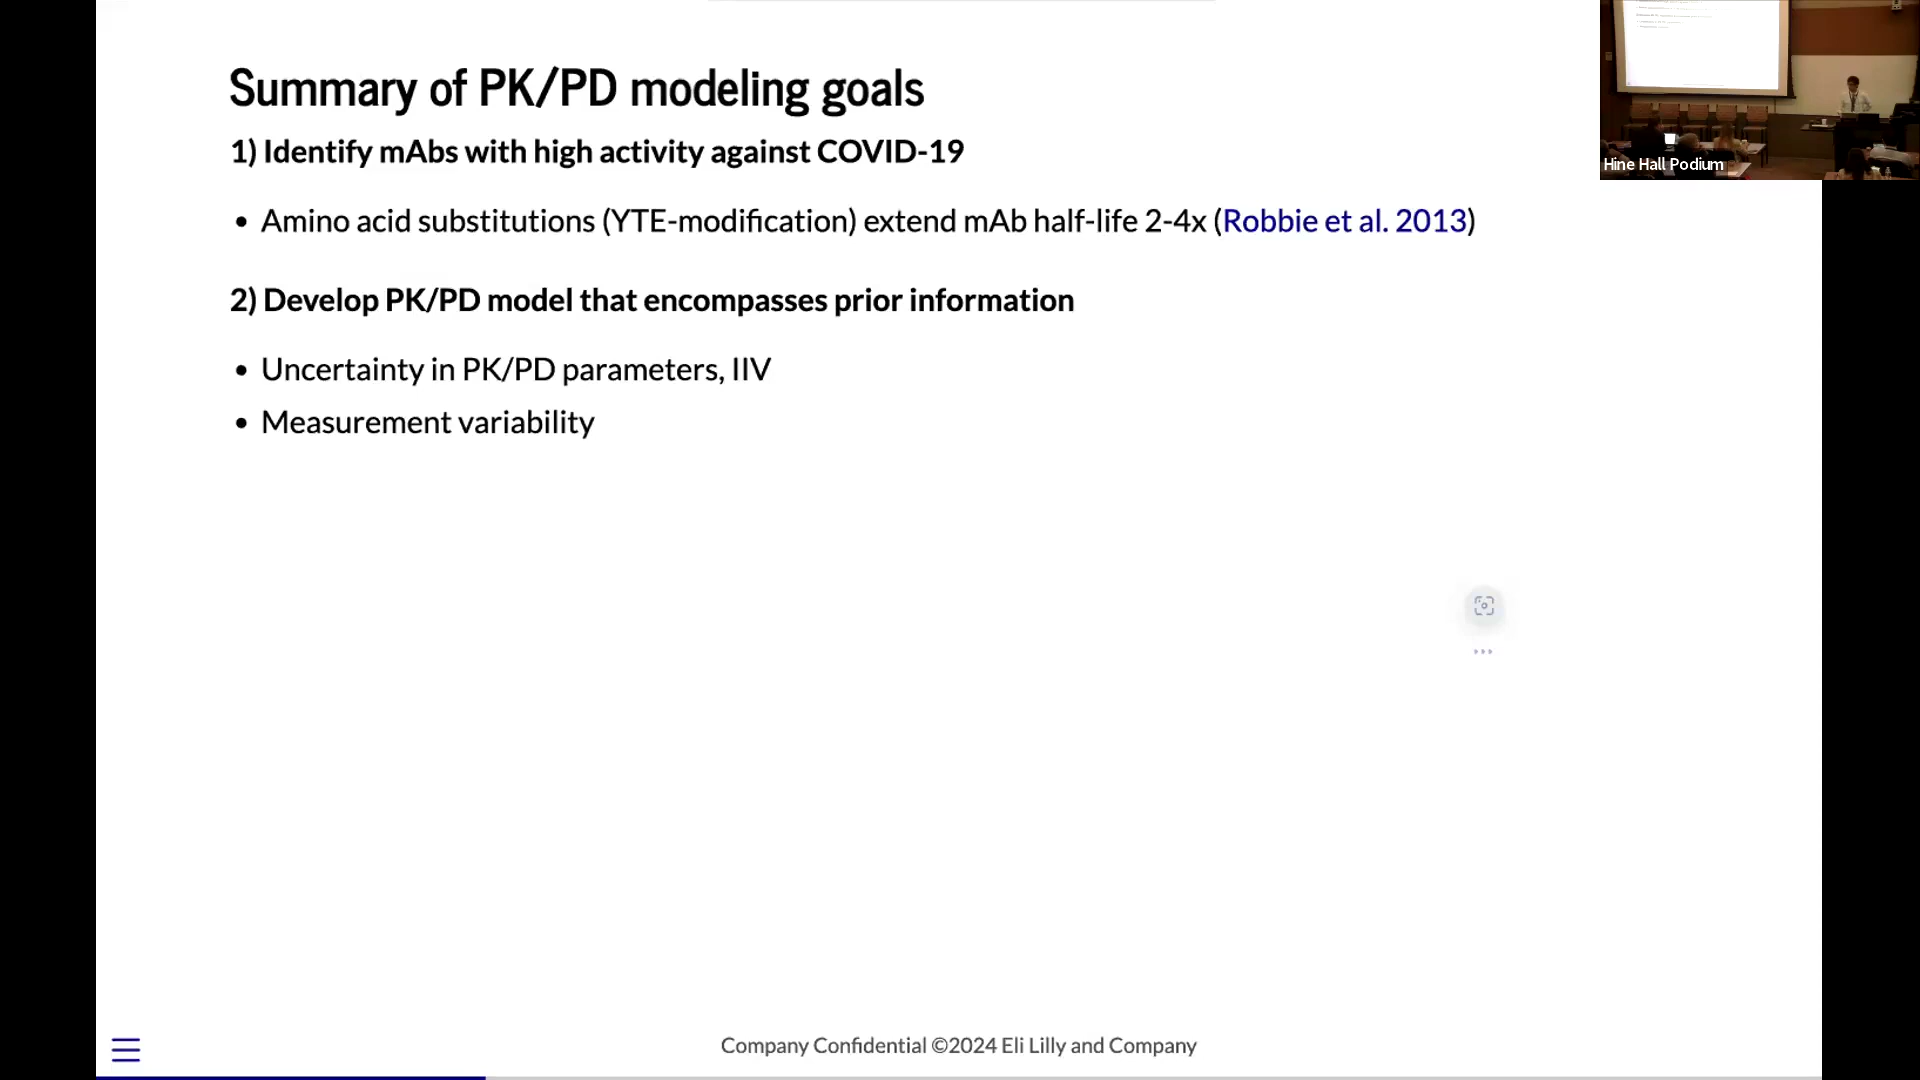 Summary of PK/PD modeling goals
1) Identify mAbs with high activity against COVID-19
• Amino acid substitutions (YTE-modification) extend mAb half-life 2-4x (Robbie et al. 2013)
2) Develop PK/PD model that encompasses prior information
• Uncertainty in PK/PD parameters, IIV
• Measurement variability
Company Confidential ©2024 Eli Lilly and Company
Hine Hall Podium